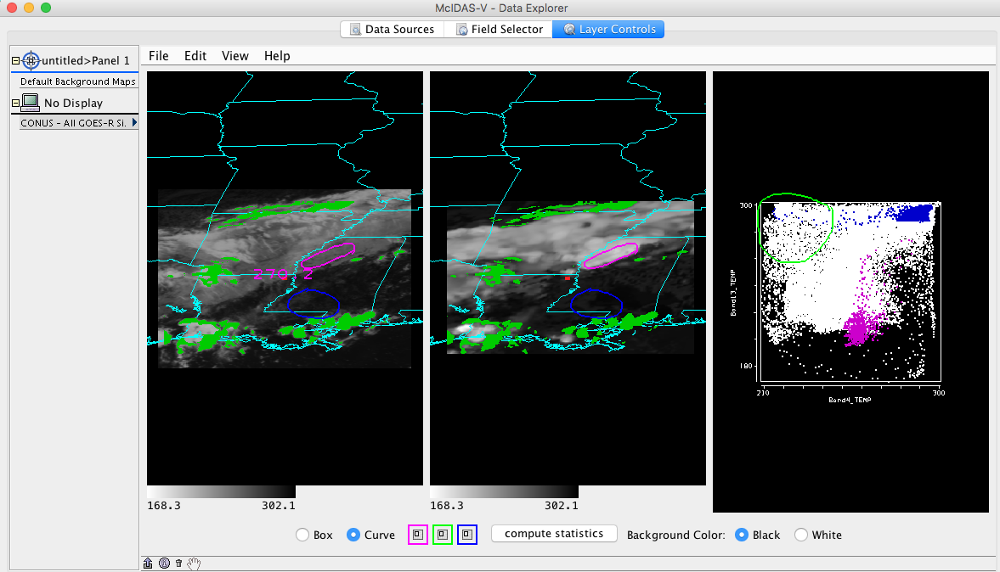 McIDAS-V - Data Explorer
Data Sources
Field Selector
Layer Controls
untitled>Panel 1
Default Background Maps
No Display
CONUS - All GOES-R Si.
File Edit View Help
270 2
300
Band13_TEMP
180
210
300
Band4_TEMP
168.3
302.1
168.3
302.1
Box
Curve
compute statistics
Background Color:
Black
White